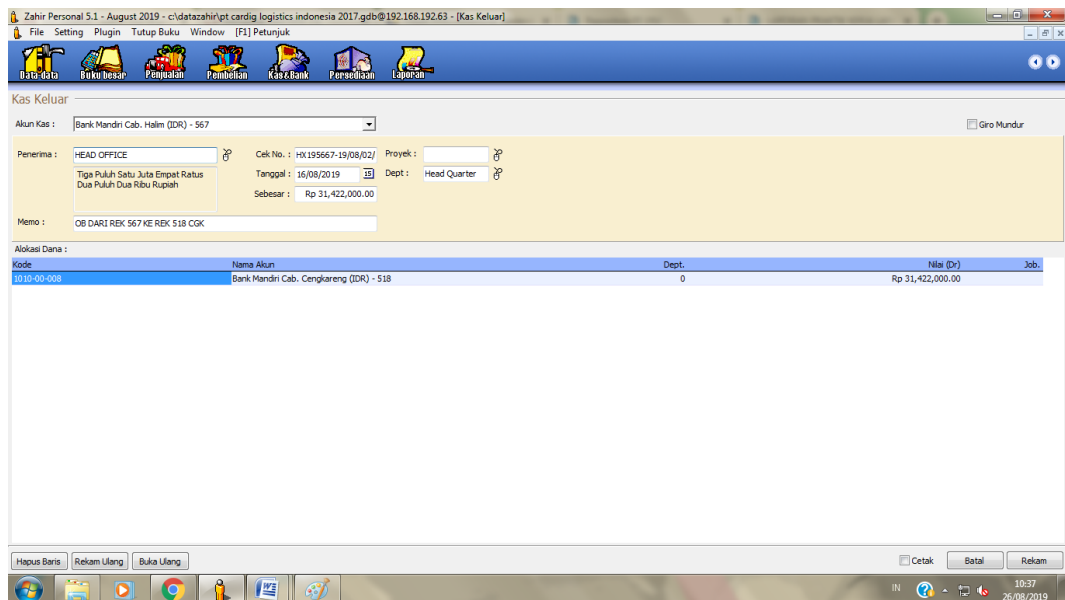 Zahir Personal 5.1 - August 2019 - c:\datazahir\pt cardig logistics indonesia 2017.gdb@192.168.192.63 - [Kas Keluar]
File Setting Plugin Tutup Buku Window [F1] Petunjuk
Data-data Buku besar Penjualan Pembelian Kas&Bank Persediaan Laporan
Kas Keluar
Akun Kas : Bank Mandiri Cab. Halim (IDR) - 567 Giro Mundur
Penerima : HEAD OFFICE Cek No. : HX195667-19/08/02/ Proyek :
Tiga Puluh Satu Juta Empat Ratus Tanggal : 16/08/2019 15 Dept : Head Quarter
Dua Puluh Dua Ribu Rupiah
Sebesar : Rp 31,422,000.00
Memo : OB DARI REK 567 KE REK 518 CGK
Alokasi Dana :
Kode Nama Akun Dept. Nilai (Dr) Job.
1010-00-008 Bank Mandiri Cab. Cengkareng (IDR) - 518 0 Rp 31,422,000.00
Hapus Baris Rekam Ulang Buka Ulang Cetak Batal Rekam
IN 10:37
26/08/2019